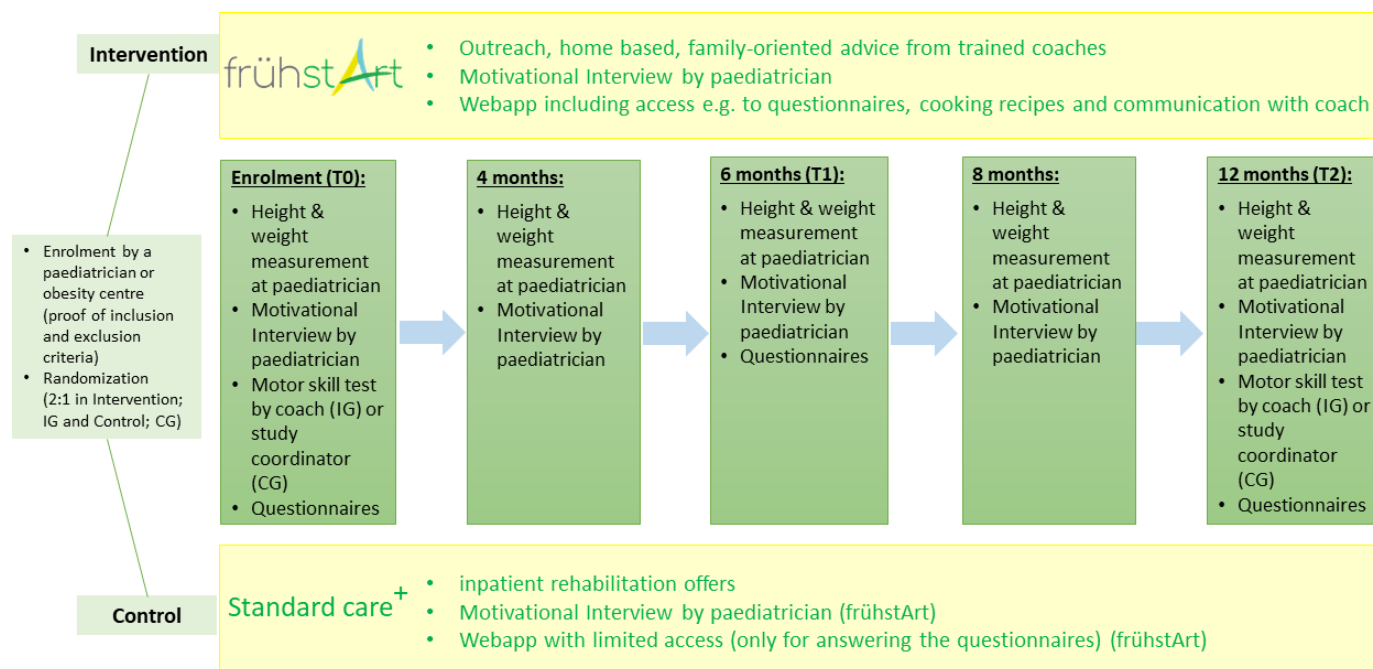 Intervention
frühstArt
• Outreach, home based, family-oriented advice from trained coaches
• Motivational Interview by paediatrician
• Webapp including access e.g. to questionnaires, cooking recipes and communication with coach
• Enrolment by a
paediatrician or
obesity centre
(proof of inclusion
and exclusion
criteria)
• Randomization
(2:1 in Intervention;
IG and Control; CG)
Enrolment (T0):
• Height &
weight
measurement
at paediatrician
• Motivational
Interview by
paediatrician
• Motor skill test
by coach (IG) or
study
coordinator
(CG)
• Questionnaires
4 months:
• Height &
weight
measurement
at paediatrician
• Motivational
Interview by
paediatrician
6 months (T1):
• Height & weight
measurement
at paediatrician
• Motivational
Interview by
paediatrician
• Questionnaires
8 months:
• Height &
weight
measurement
at paediatrician
• Motivational
Interview by
paediatrician
12 months (T2):
• Height &
weight
measurement
at paediatrician
• Motivational
Interview by
paediatrician
• Motor skill test
by coach (IG) or
study
coordinator
(CG)
• Questionnaires
Control
Standard care+
• inpatient rehabilitation offers
• Motivational Interview by paediatrician (frühstArt)
• Webapp with limited access (only for answering the questionnaires) (frühstArt)